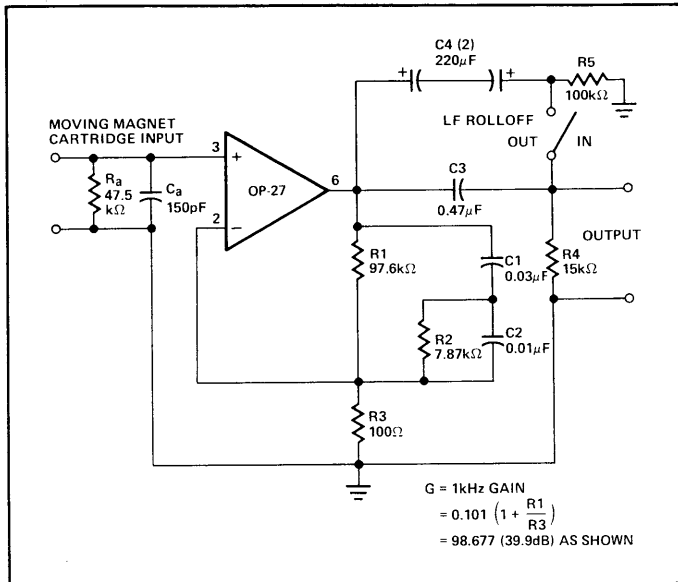 C4 (2)
220μF
+
+
R5
100kΩ
LF ROLLOFF
OUT
IN
MOVING MAGNET
CARTRIDGE INPUT
3
+
OP-27
6
2
−
Ra
47.5
kΩ
Ca
150pF
C3
0.47μF
OUTPUT
R1
97.6kΩ
C1
0.03μF
R4
15kΩ
R2
7.87kΩ
C2
0.01μF
R3
100Ω
G = 1kHz GAIN
= 0.101 (1 + R1/R3)
= 98.677 (39.9dB) AS SHOWN